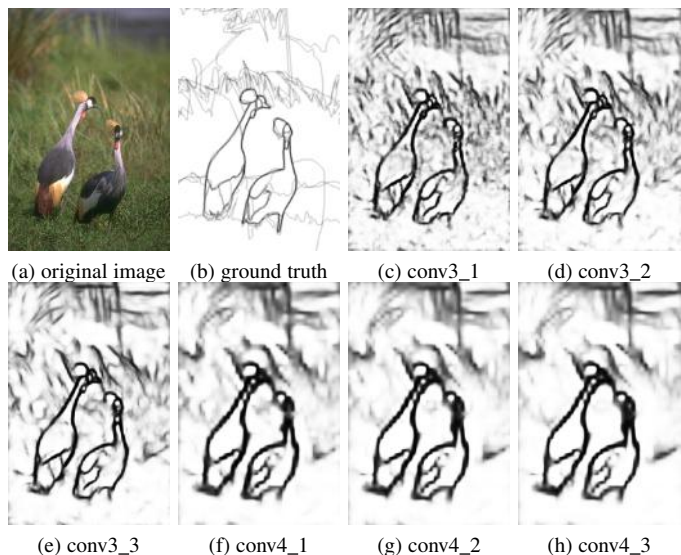 (a) original image
(b) ground truth
(c) conv3_1
(d) conv3_2
(e) conv3_3
(f) conv4_1
(g) conv4_2
(h) conv4_3